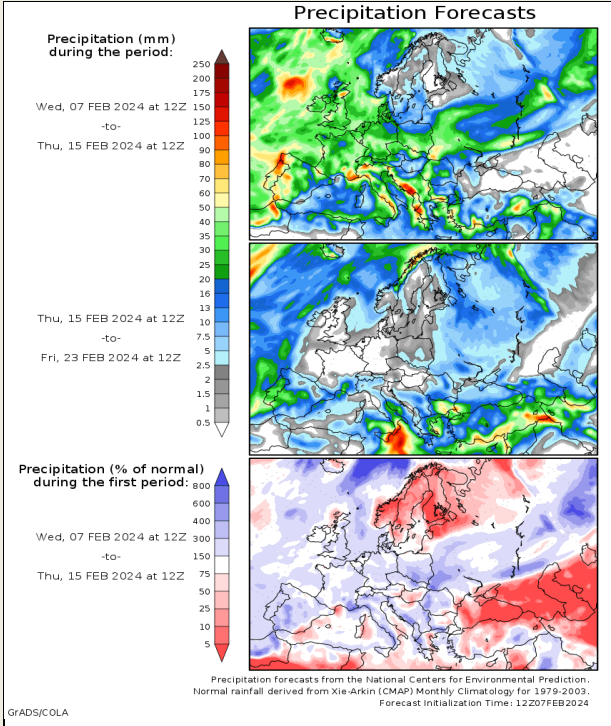 Precipitation Forecasts
Precipitation (mm)
during the period:
Wed, 07 FEB 2024 at 12Z
-to-
Thu, 15 FEB 2024 at 12Z
250
200
175
150
125
100
90
80
70
60
50
40
35
30
25
20
16
13
10
7.5
5
2.5
2
1.5
1
0.5
Thu, 15 FEB 2024 at 12Z
-to-
Fri, 23 FEB 2024 at 12Z
Precipitation (% of normal)
during the first period:
Wed, 07 FEB 2024 at 12Z
-to-
Thu, 15 FEB 2024 at 12Z
800
600
400
300
150
75
50
25
10
5
Precipitation forecasts from the National Centers for Environmental Prediction.
Normal rainfall derived from Xie-Arkin (CMAP) Monthly Climatology for 1979-2003.
Forecast Initialization Time: 12Z07FEB2024
GrADS/COLA